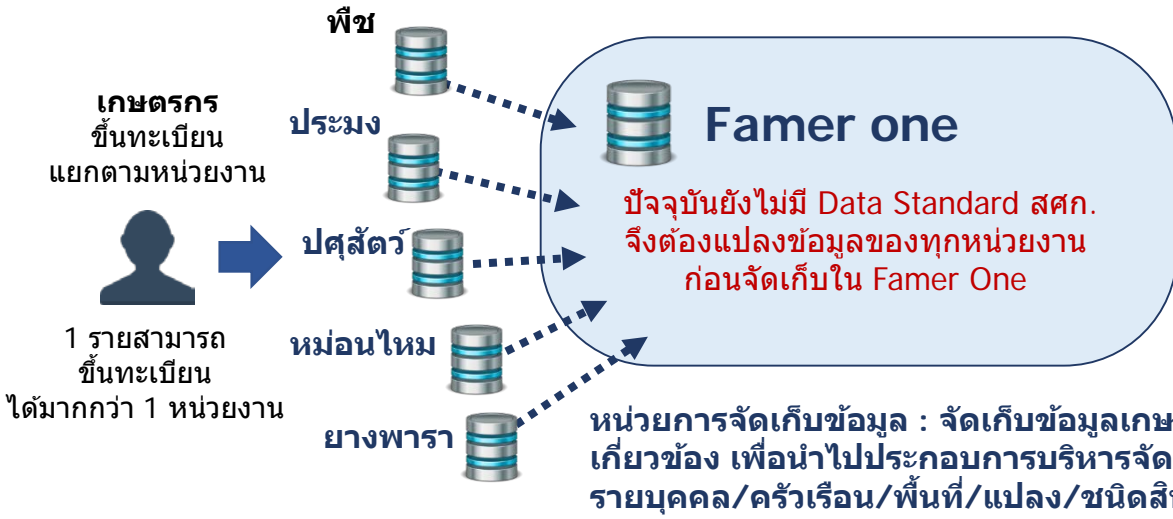 พืช
เกษตรกร
ขึ้นทะเบียน
แยกตามหน่วยงาน
ประมง
ปศุสัตว์
1 รายสามารถ
ขึ้นทะเบียน
ได้มากกว่า 1 หน่วยงาน
หม่อนไหม
ยางพารา
Famer one
ปัจจุบันยังไม่มี Data Standard สศก.
จึงต้องแปลงข้อมูลของทุกหน่วยงาน
ก่อนจัดเก็บใน Famer One
หน่วยการจัดเก็บข้อมูล : จัดเก็บข้อมูลเกษ
เกี่ยวข้อง เพื่อนำไปประกอบการบริหารจัด
รายบุคคล/ครัวเรือน/พื้นที่/แปลง/ชนิดสิ